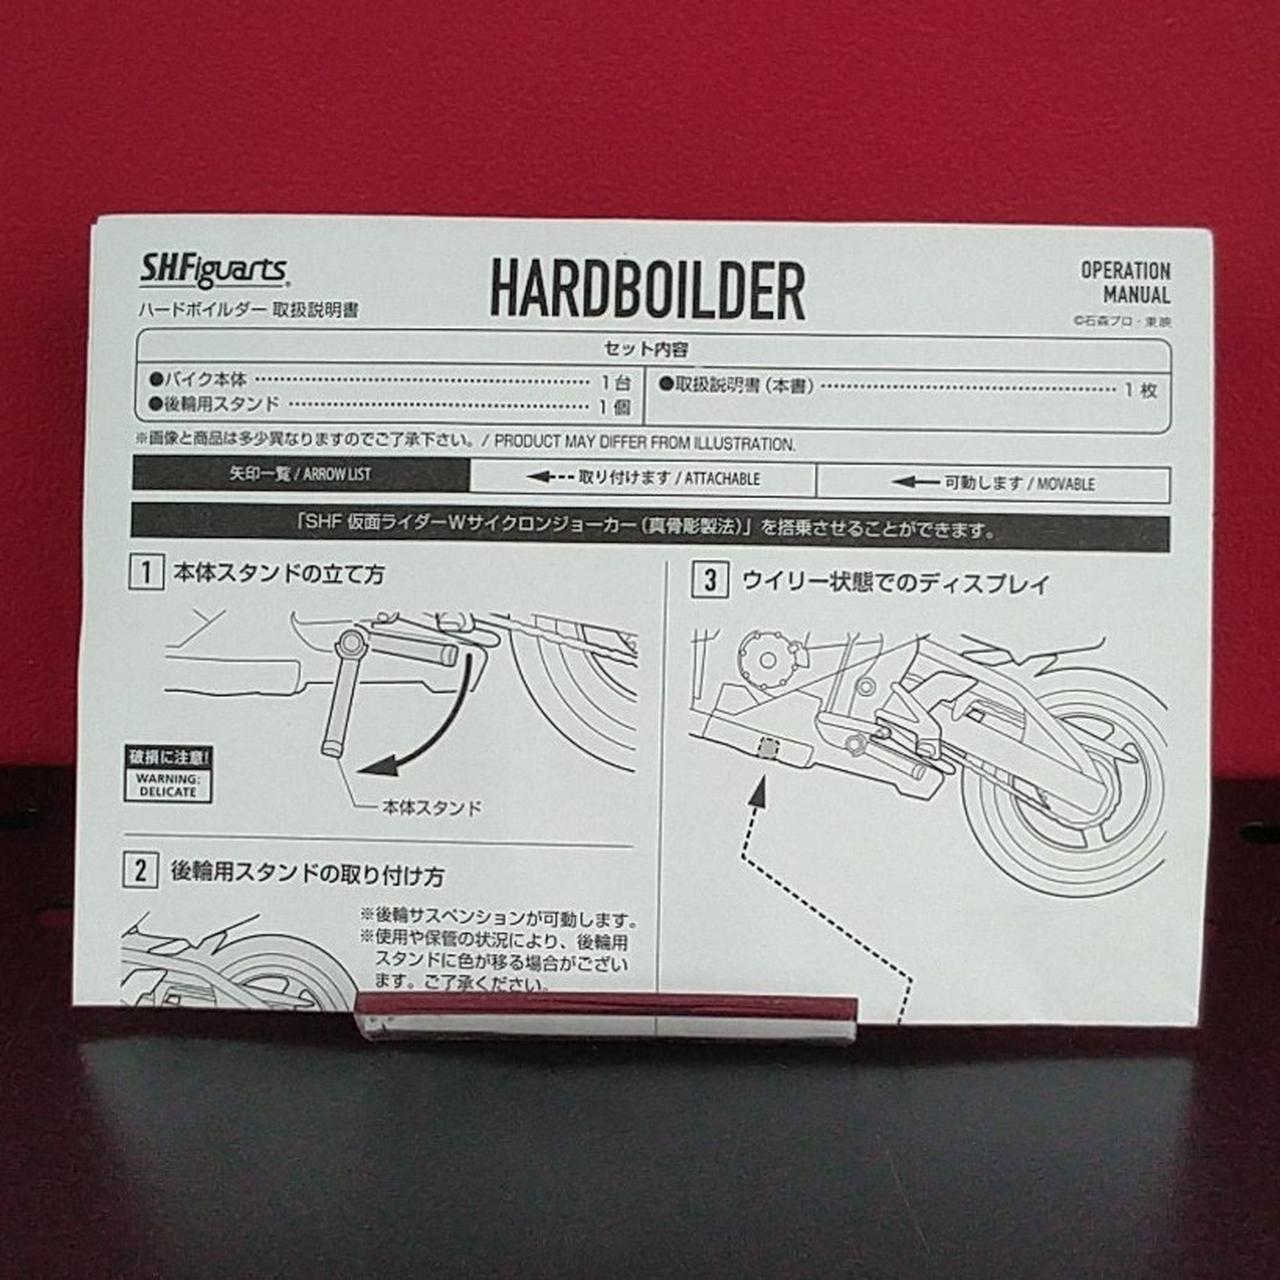 S.H.Figuarts
ハードボイルダー 取扱説明書
HARDBOILDER
OPERATION
MANUAL
©石森プロ・東映
セット内容
●バイク本体 1台
●後輪用スタンド 1個
●取扱説明書(本書) 1枚
※画像と商品は多少異なりますのでご了承下さい。/ PRODUCT MAY DIFFER FROM ILLUSTRATION.
矢印一覧 / ARROW LIST
取り付けます / ATTACHABLE
可動します / MOVABLE
「SHF 仮面ライダーWサイクロンジョーカー(真骨彫製法)」を搭乗させることができます。
1 本体スタンドの立て方
破損に注意!
WARNING:
DELICATE
本体スタンド
2 後輪用スタンドの取り付け方
※後輪サスペンションが可動します。
※使用や保管の状況により、後輪用
スタンドに色が移る場合がござい
ます。ご了承ください。
3 ウイリー状態でのディスプレイ